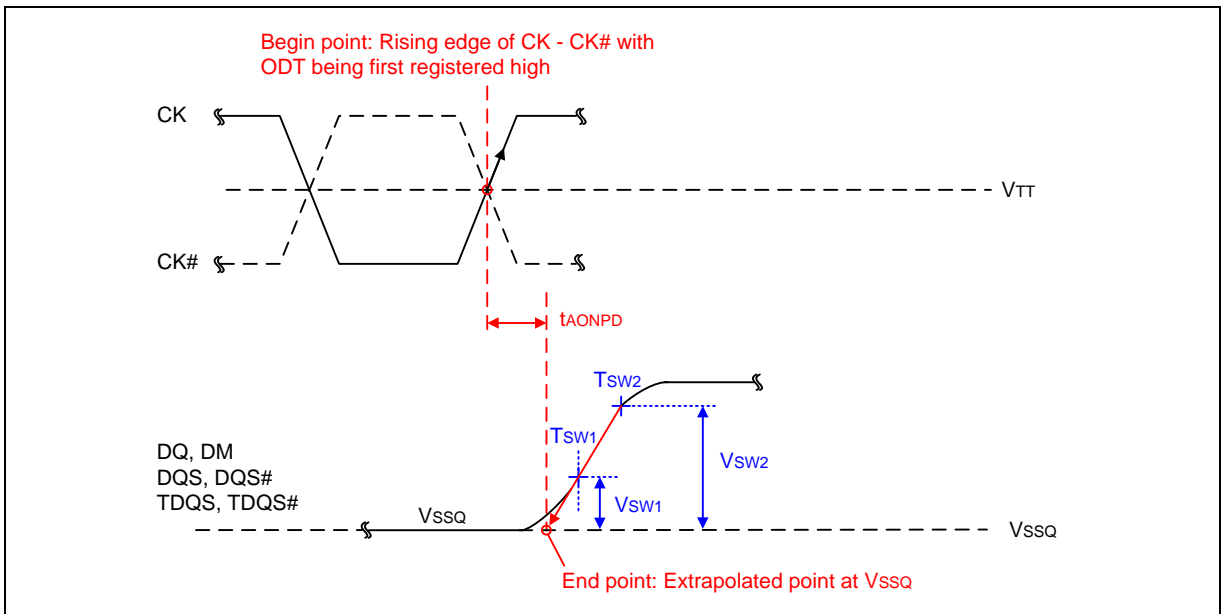 Begin point: Rising edge of CK - CK# with
ODT being first registered high
CK
VTT
CK#
tAONPD
TSW2
TSW1
DQ, DM
DQS, DQS#
TDQS, TDQS#
VSW2
VSW1
VSSQ
VSSQ
End point: Extrapolated point at VSSQ